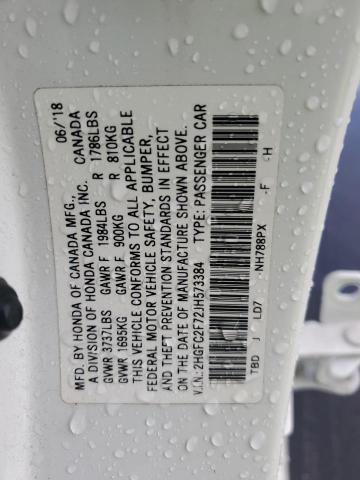 MFD. BY HONDA OF CANADA MFG., 06/18
A DIVISION OF HONDA CANADA INC. CANADA
GVWR 3737LBS GAWR F 1984LBS R 1786LBS
GVWR 1695KG GAWR F 900KG R 810KG
THIS VEHICLE CONFORMS TO ALL APPLICABLE
FEDERAL MOTOR VEHICLE SAFETY, BUMPER,
AND THEFT PREVENTION STANDARDS IN EFFECT
ON THE DATE OF MANUFACTURE SHOWN ABOVE.
V.I.N.: 2HGFC2F72JH573384 TYPE: PASSENGER CAR
TBD J LD7 NH788PX -F -H